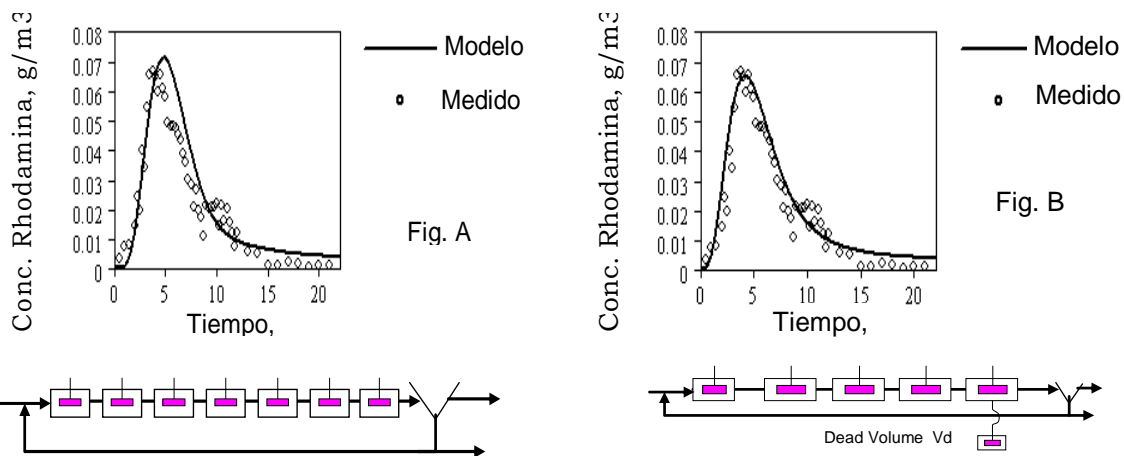 Conc. Rhodamina, g/m3
0.08
0.07
0.06
0.05
0.04
0.03
0.02
0.01
0
0 5 10 15 20
Tiempo,
Modelo
Medido
Fig. A
Conc. Rhodamina, g/m3
0.08
0.07
0.06
0.05
0.04
0.03
0.02
0.01
0.00
0 5 10 15 20
Tiempo,
Modelo
Medido
Fig. B
Dead Volume Vd